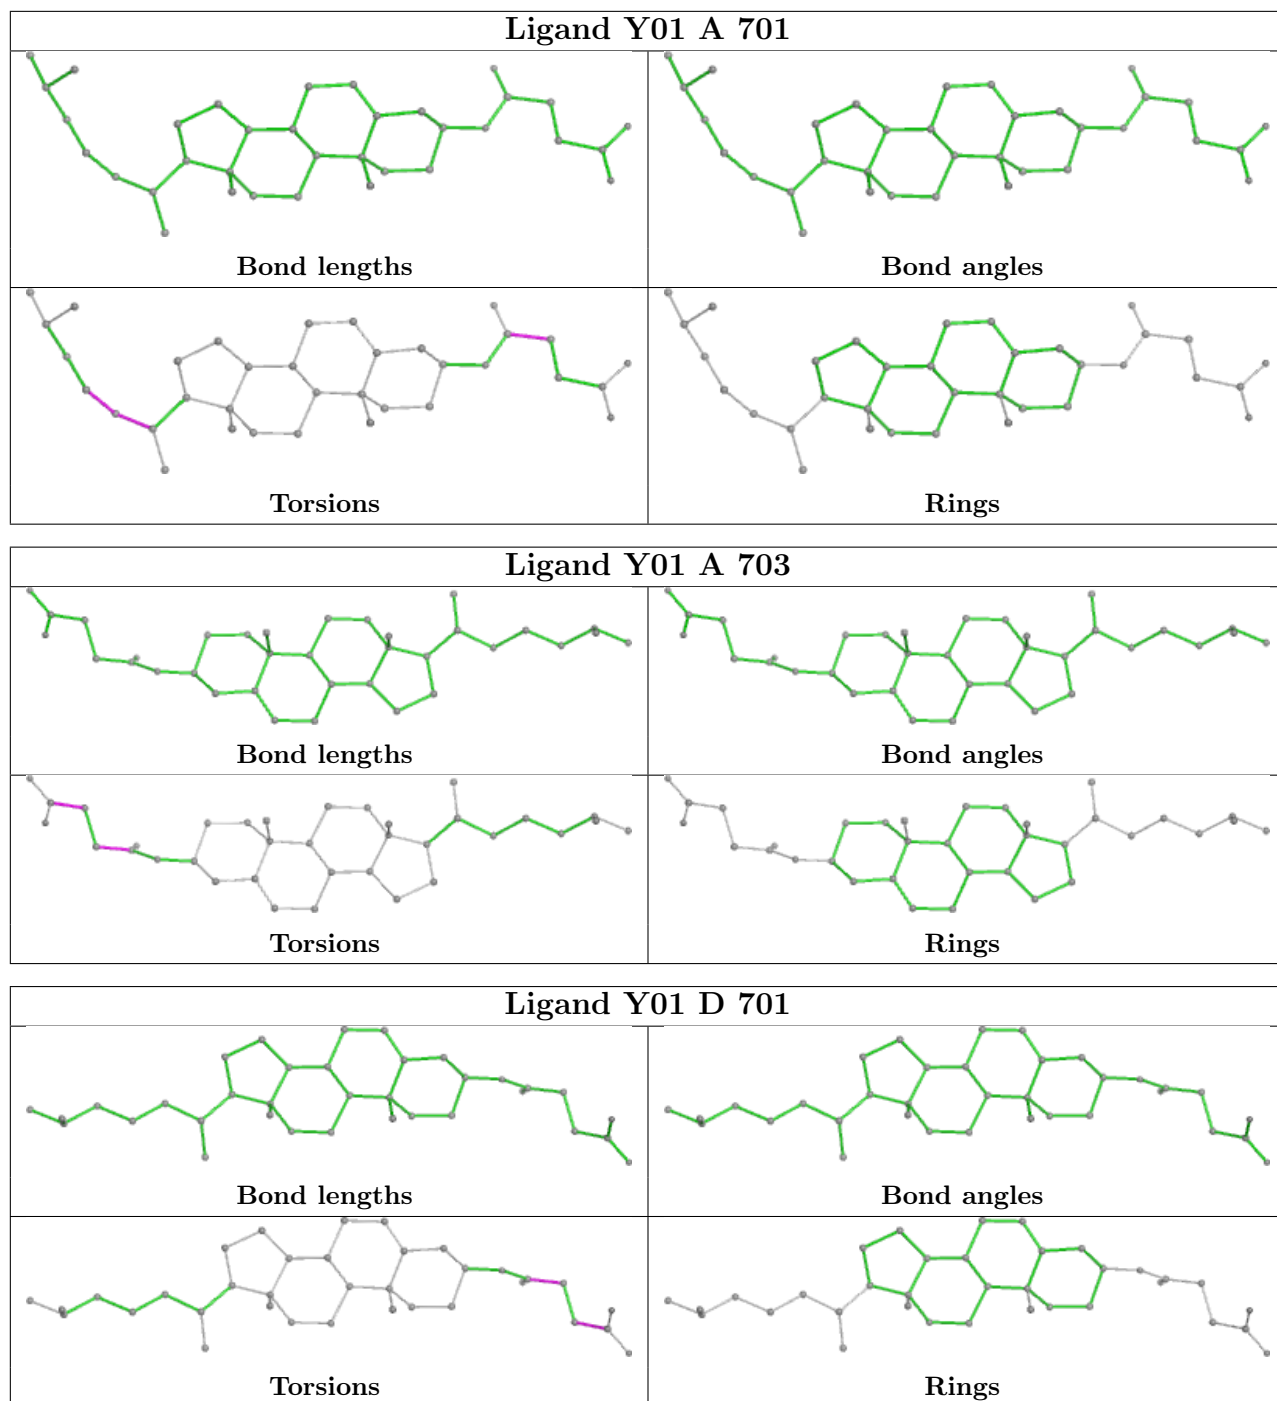 Ligand Y01 A 701
Bond lengths
Bond angles
Torsions
Rings
Ligand Y01 A 703
Bond lengths
Bond angles
Torsions
Rings
Ligand Y01 D 701
Bond lengths
Bond angles
Torsions
Rings